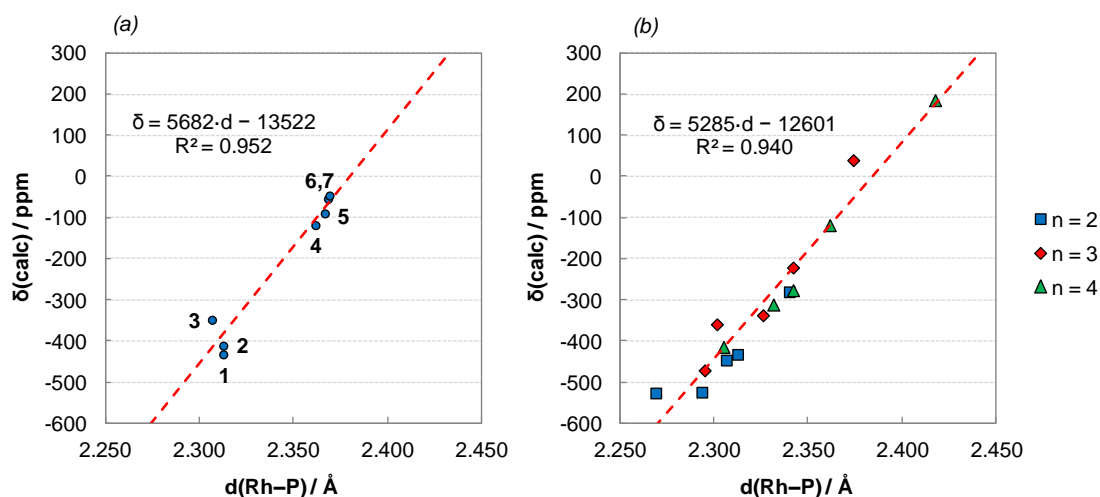 (a)
300
200
100
0
-100
-200
-300
-400
-500
-600
δ(calc) / ppm
δ = 5682·d − 13522
R² = 0.952
6,7
5
4
3
2
1
2.250
2.300
2.350
2.400
2.450
d(Rh–P) / Å
(b)
300
200
100
0
-100
-200
-300
-400
-500
-600
δ(calc) / ppm
δ = 5285·d − 12601
R² = 0.940
2.250
2.300
2.350
2.400
2.450
d(Rh–P) / Å
n = 2
n = 3
n = 4